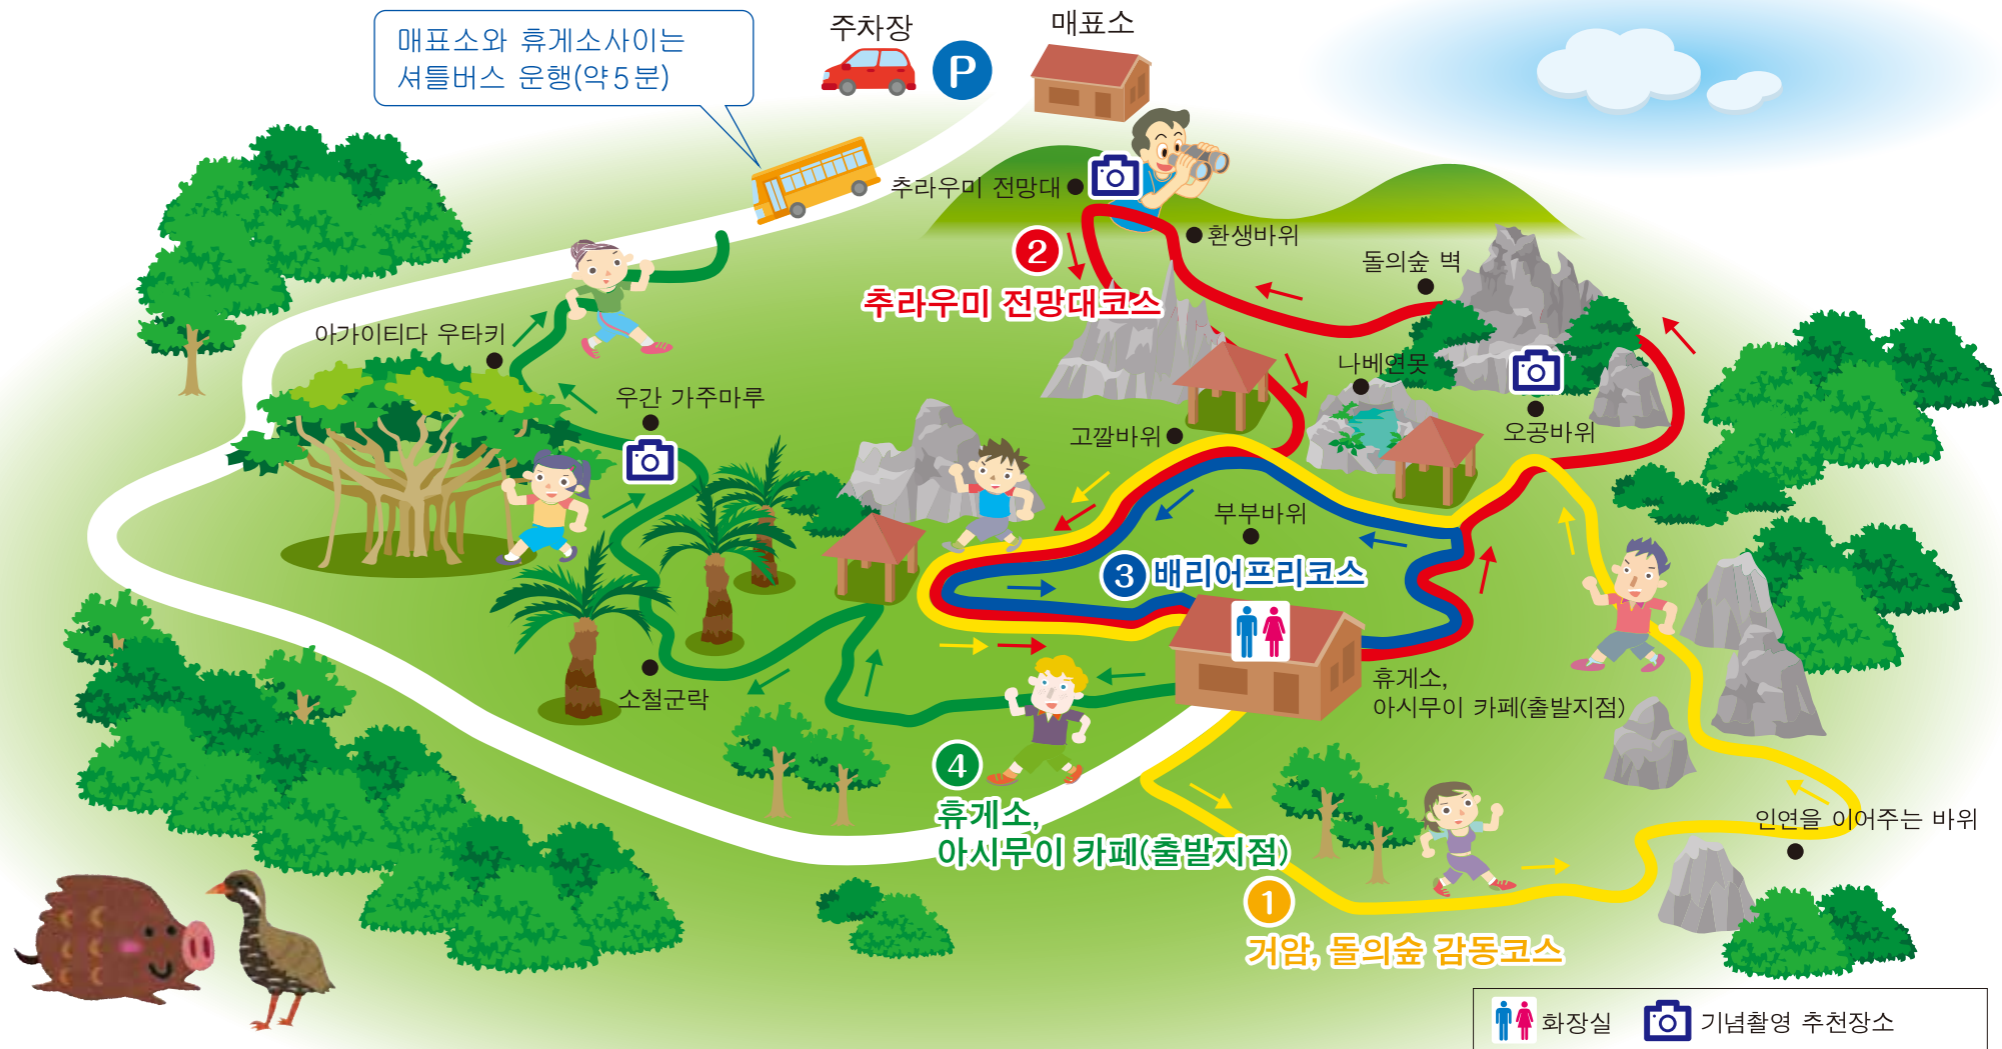 매표소와 휴게소사이는
셔틀버스 운행(약5분)
주차장
P
매표소
추라우미 전망대
환생바위
2
추라우미 전망대코스
돌의숲 벽
아가이티다 우타키
우간 가주마루
나베연못
고깔바위
오공바위
부부바위
3 배리어프리코스
소철군락
휴게소,
아시무이 카페(출발지점)
4
휴게소,
아시무이 카페(출발지점)
인연을 이어주는 바위
1
거암, 돌의숲 감동코스
화장실
기념촬영 추천장소